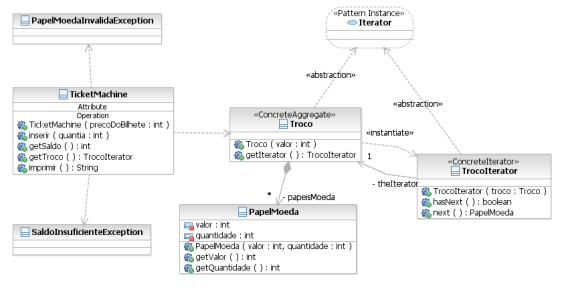 PapelMoedaInvalidaException
«Pattern Instance»
Iterator
TicketMachine
Attribute
Operation
TicketMachine ( precoDoBilhete : int )
inserir ( quantia : int )
getSaldo ( ) : int
getTroco ( ) : TrocoIterator
imprimir ( ) : String
«abstraction»
«abstraction»
«ConcreteAggregate»
Troco
Troco ( valor : int )
getIterator ( ) : TrocoIterator
«instantiate»
1
- theIterator
«ConcreteIterator»
TrocoIterator
TrocoIterator ( troco : Troco )
hasNext ( ) : boolean
next ( ) : PapelMoeda
*
- papeisMoeda
SaldoInsuficienteException
PapelMoeda
valor : int
quantidade : int
PapelMoeda ( valor : int, quantidade : int )
getValor ( ) : int
getQuantidade ( ) : int